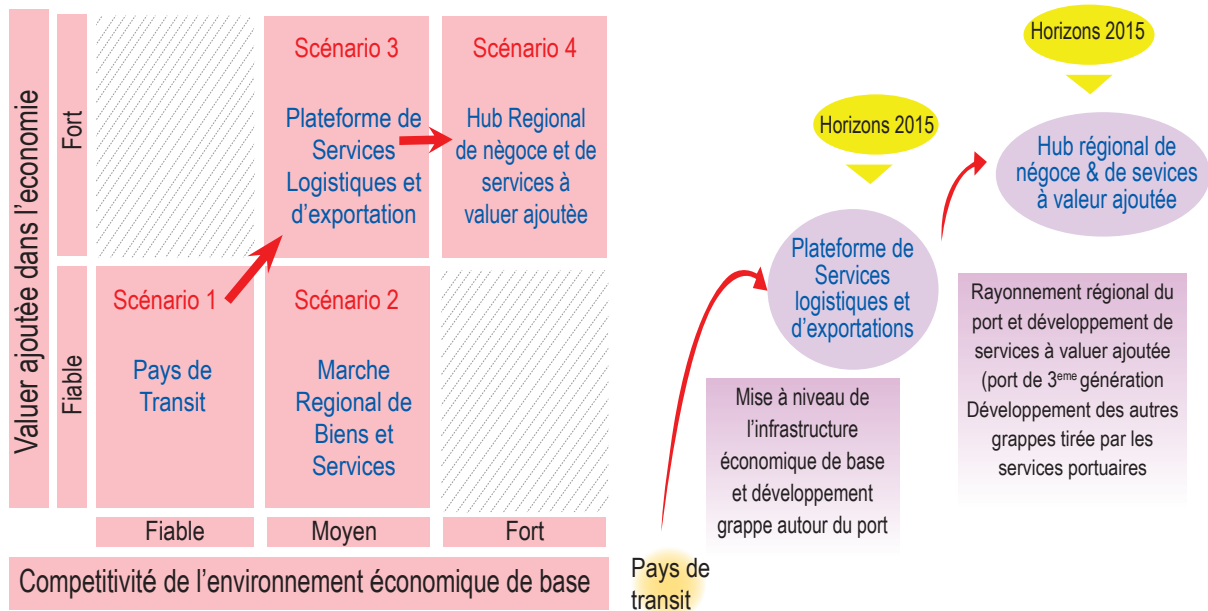 Valuer ajoutèe dans l'economie
Fort
Fiable
Scénario 3
Plateforme de
Services
Logistiques et
d'exportation
Scénario 4
Hub Regional
de nègoce et de
services à
valuer ajoutèe
Scénario 1
Pays de
Transit
Scénario 2
Marche
Regional de
Biens et
Services
Fiable
Moyen
Fort
Competitivité de l'environnement économique de base
Horizons 2015
Hub régional de
négoce & de sevices
à valeur ajoutée
Horizons 2015
Plateforme de
Services
logistiques et
d'exportations
Rayonnement régional du
port et développement de
services à valuer ajoutée
(port de 3eme génération
Développement des autres
grappes tirée par les
services portuaires
Mise à niveau de
l'infrastructure
économique de base
et développement
grappe autour du port
Pays de
transit